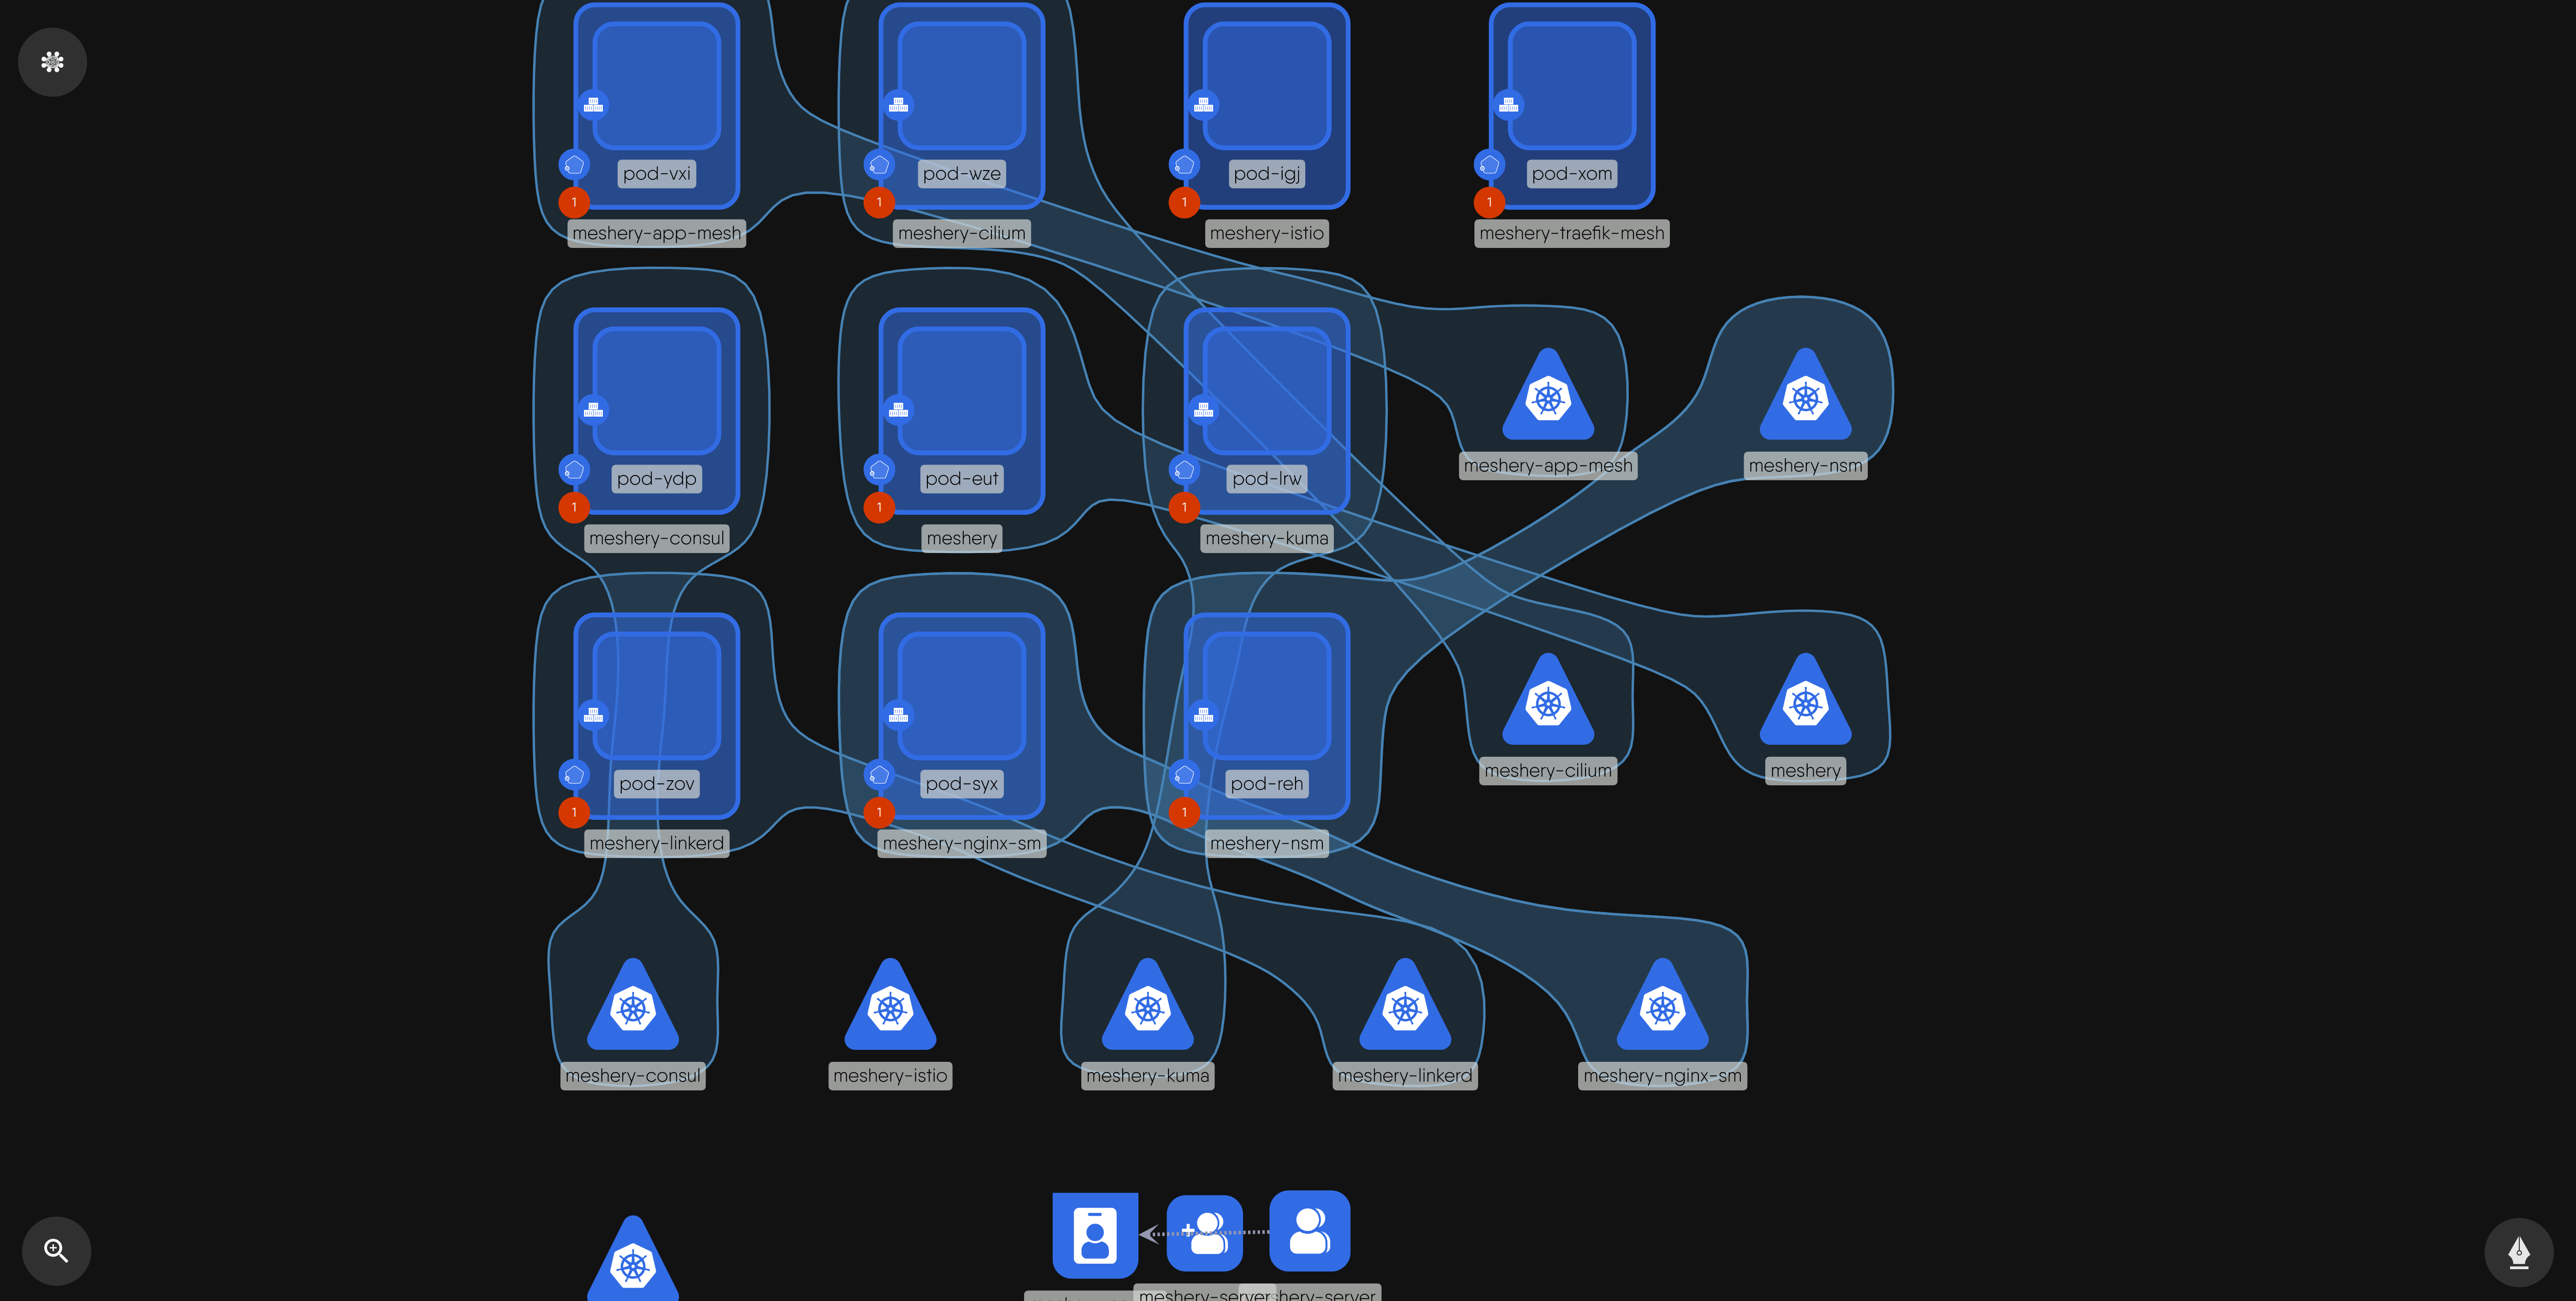 pod-vxi
pod-wze
pod-igj
pod-xom
1
1
1
1
meshery-app-mesh
meshery-cilium
meshery-istio
meshery-traefik-mesh
meshery-app-mesh
meshery-nsm
pod-ydp
pod-eut
pod-lrw
1
1
1
meshery-consul
meshery
meshery-kuma
meshery-cilium
meshery
pod-zov
pod-syx
pod-reh
1
1
1
meshery-linkerd
meshery-nginx-sm
meshery-nsm
meshery-consul
meshery-istio
meshery-kuma
meshery-linkerd
meshery-nginx-sm
meshery-server